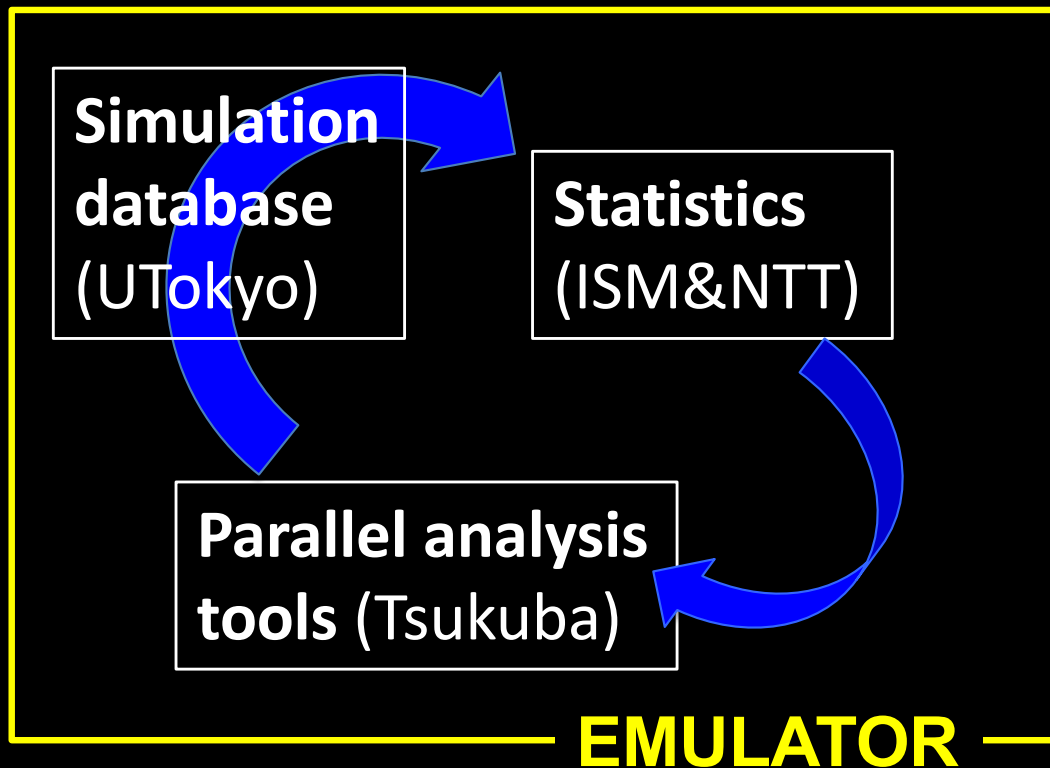 Simulation
database
(UTokyo)
Statistics
(ISM&NTT)
Parallel analysis
tools (Tsukuba)
EMULATOR